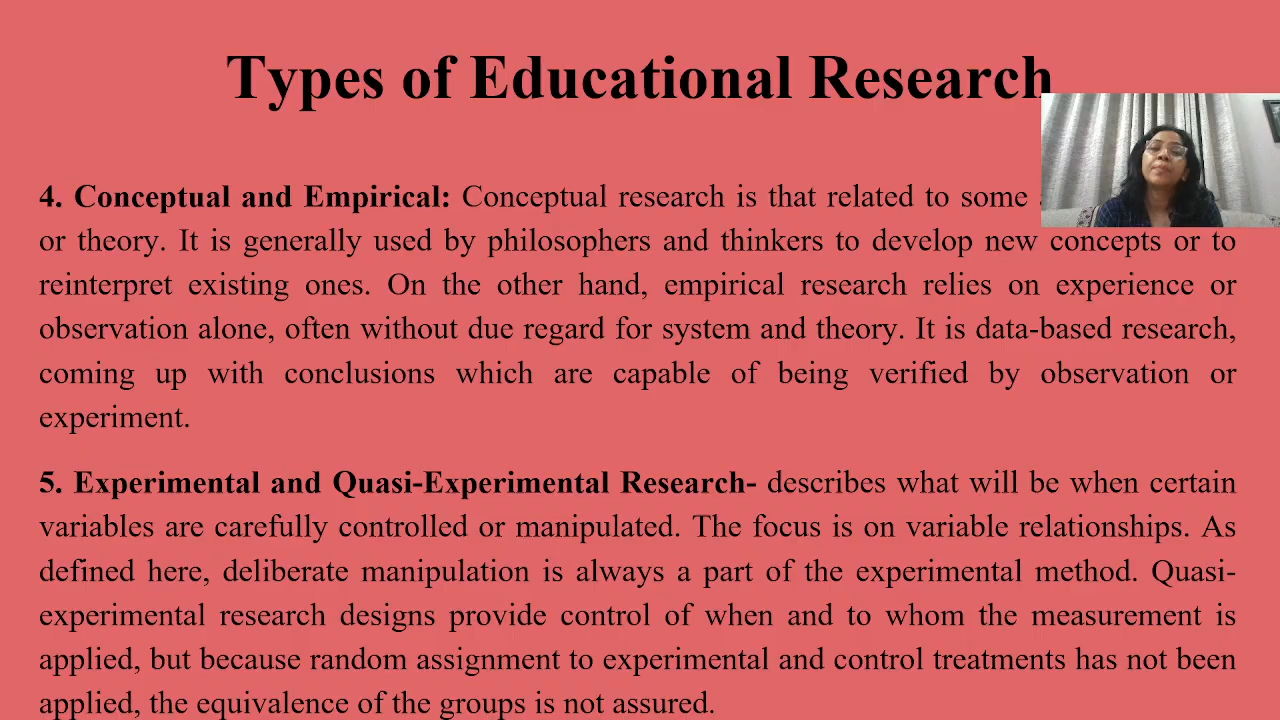 Types of Educational Research
4. Conceptual and Empirical: Conceptual research is that related to some
or theory. It is generally used by philosophers and thinkers to develop new concepts or to
reinterpret existing ones. On the other hand, empirical research relies on experience or
observation alone, often without due regard for system and theory. It is data-based research,
coming up with conclusions which are capable of being verified by observation or
experiment.
5. Experimental and Quasi-Experimental Research- describes what will be when certain
variables are carefully controlled or manipulated. The focus is on variable relationships. As
defined here, deliberate manipulation is always a part of the experimental method. Quasi-
experimental research designs provide control of when and to whom the measurement is
applied, but because random assignment to experimental and control treatments has not been
applied, the equivalence of the groups is not assured.